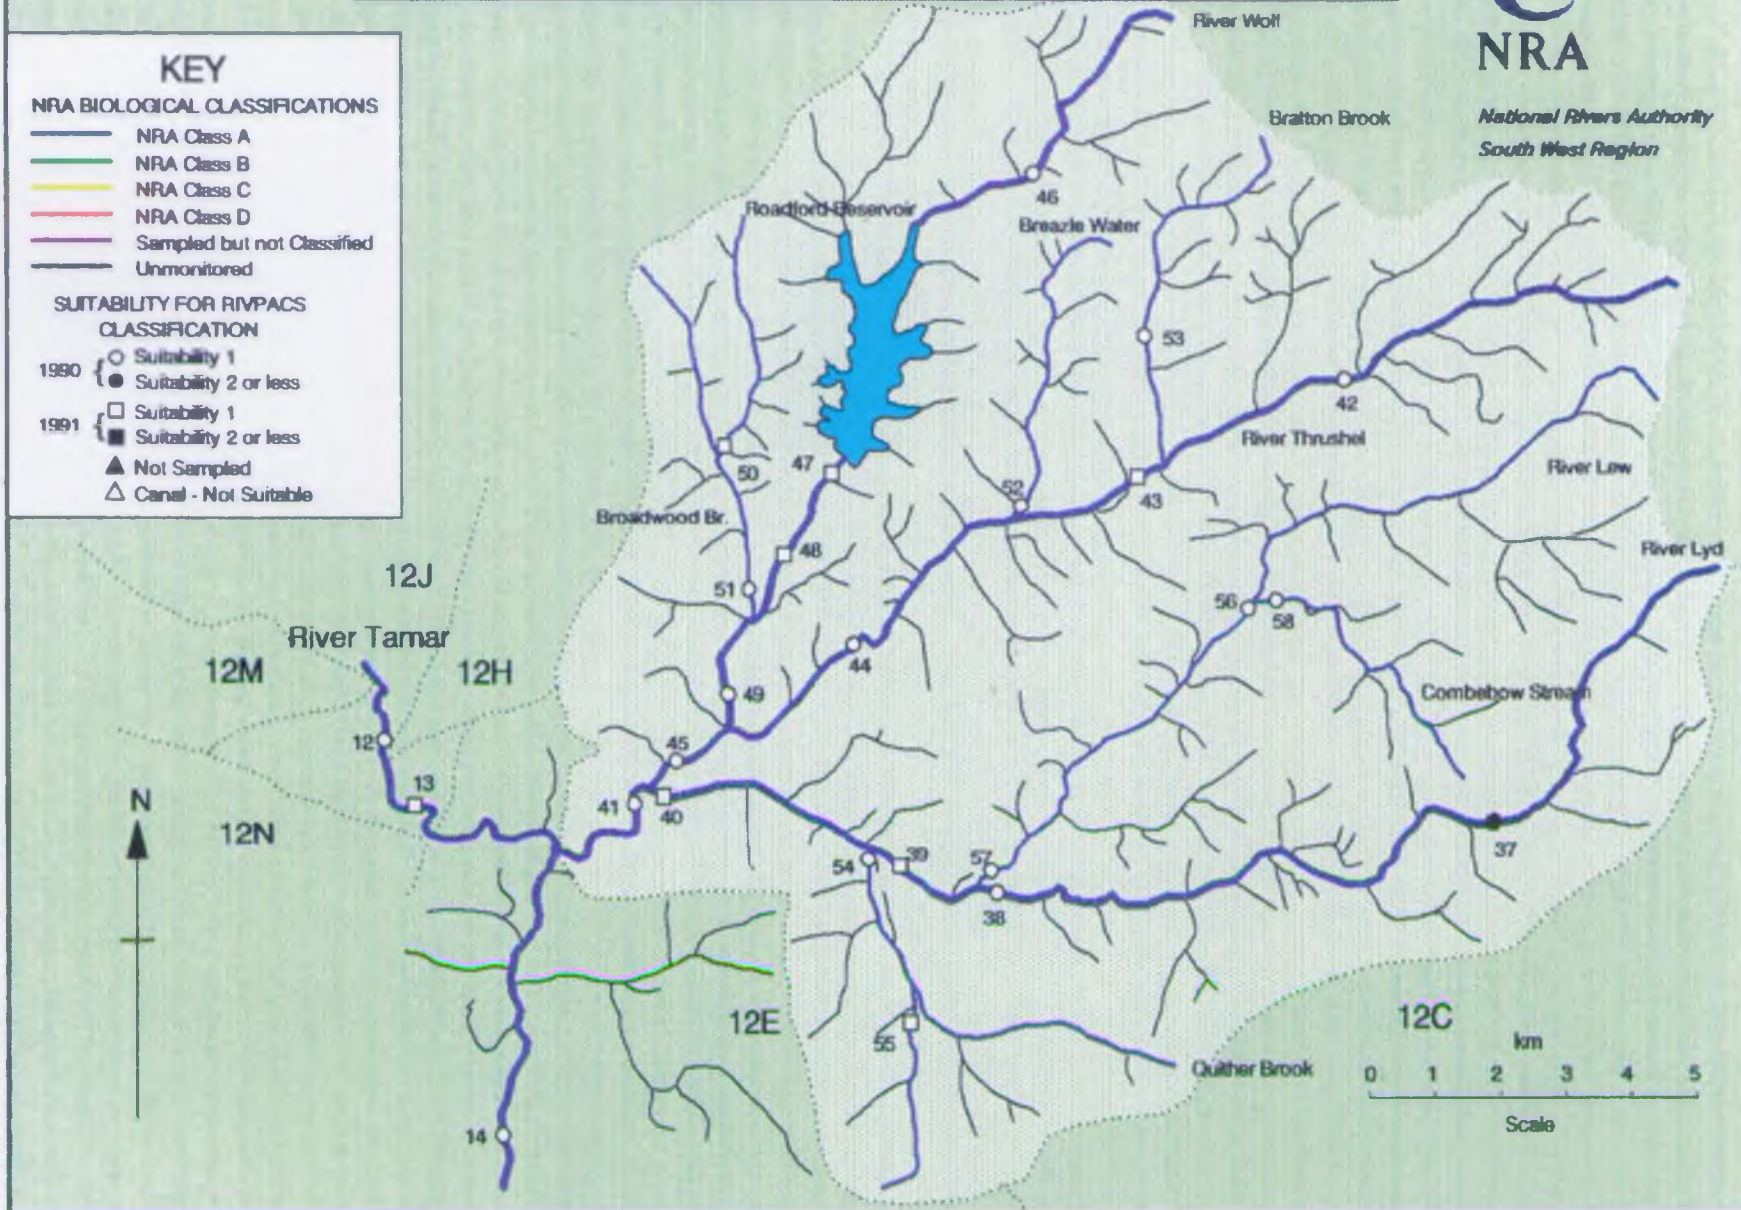 KEY
NRA BIOLOGICAL CLASSIFICATIONS
NRA Class A
NRA Class B
NRA Class C
NRA Class D
Sampled but not Classified
Unmonitored
SUITABILITY FOR RIVPACS
CLASSIFICATION
1990 { Suitability 1
Suitability 2 or less
1991 { Suitability 1
Suitability 2 or less
Not Sampled
Canal - Not Suitable
NRA
National Rivers Authority
South West Region
River Wolf
Bratton Brook
46
Roadford Reservoir
Breazle Water
53
42
River Thrushel
50
47
52
43
River Lew
Broadwood Br.
48
River Lyd
12J
51
56
58
River Tamar
12M
12H
44
49
Combebow Stream
12
45
13
N
41
40
12N
39
57
54
37
38
12E
12C
55
km
Quither Brook
0 1 2 3 4 5
Scale
14